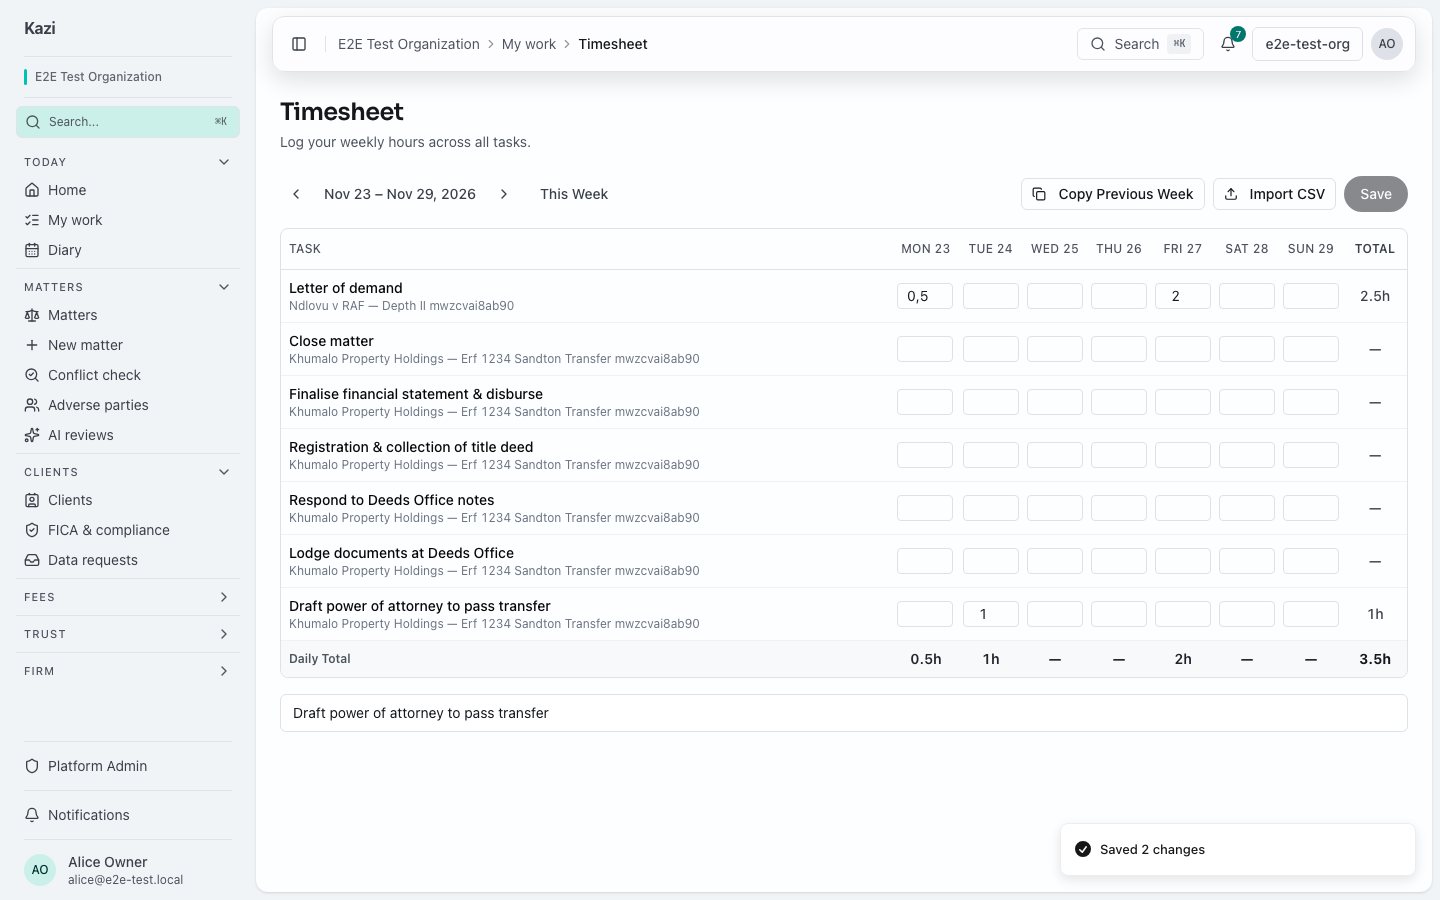 Kazi
E2E Test Organization
Search... ⌘K
TODAY
Home
My work
Diary
MATTERS
Matters
New matter
Conflict check
Adverse parties
AI reviews
CLIENTS
Clients
FICA & compliance
Data requests
FEES
TRUST
FIRM
Platform Admin
Notifications
AO Alice Owner
alice@e2e-test.local
E2E Test Organization My work Timesheet Search ⌘K 7 e2e-test-org AO
Timesheet
Log your weekly hours across all tasks.
Nov 23 – Nov 29, 2026 This Week Copy Previous Week Import CSV Save
TASK MON 23 TUE 24 WED 25 THU 26 FRI 27 SAT 28 SUN 29 TOTAL
Letter of demand 0,5 2 2.5h
Ndlovu v RAF — Depth II mwzcvai8ab90
Close matter —
Khumalo Property Holdings — Erf 1234 Sandton Transfer mwzcvai8ab90
Finalise financial statement & disburse —
Khumalo Property Holdings — Erf 1234 Sandton Transfer mwzcvai8ab90
Registration & collection of title deed —
Khumalo Property Holdings — Erf 1234 Sandton Transfer mwzcvai8ab90
Respond to Deeds Office notes —
Khumalo Property Holdings — Erf 1234 Sandton Transfer mwzcvai8ab90
Lodge documents at Deeds Office —
Khumalo Property Holdings — Erf 1234 Sandton Transfer mwzcvai8ab90
Draft power of attorney to pass transfer 1 1h
Khumalo Property Holdings — Erf 1234 Sandton Transfer mwzcvai8ab90
Daily Total 0.5h 1h — — 2h — — 3.5h
Draft power of attorney to pass transfer
Saved 2 changes